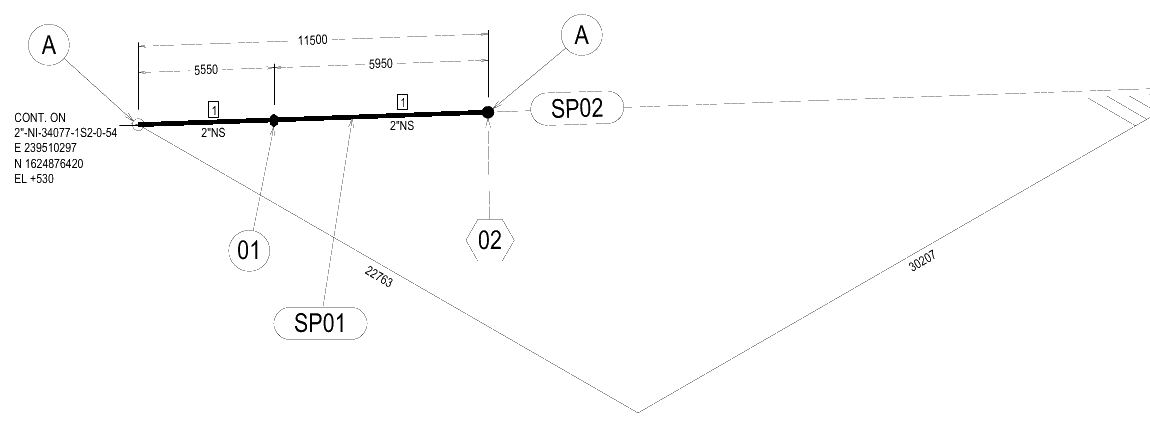 A
A
11500
5550
5950
1
1
SP02
CONT. ON
2"-NI-34077-1S2-0-54
E 239510297
N 1624876420
EL +530
2"NS
2"NS
01
02
22763
30207
SP01